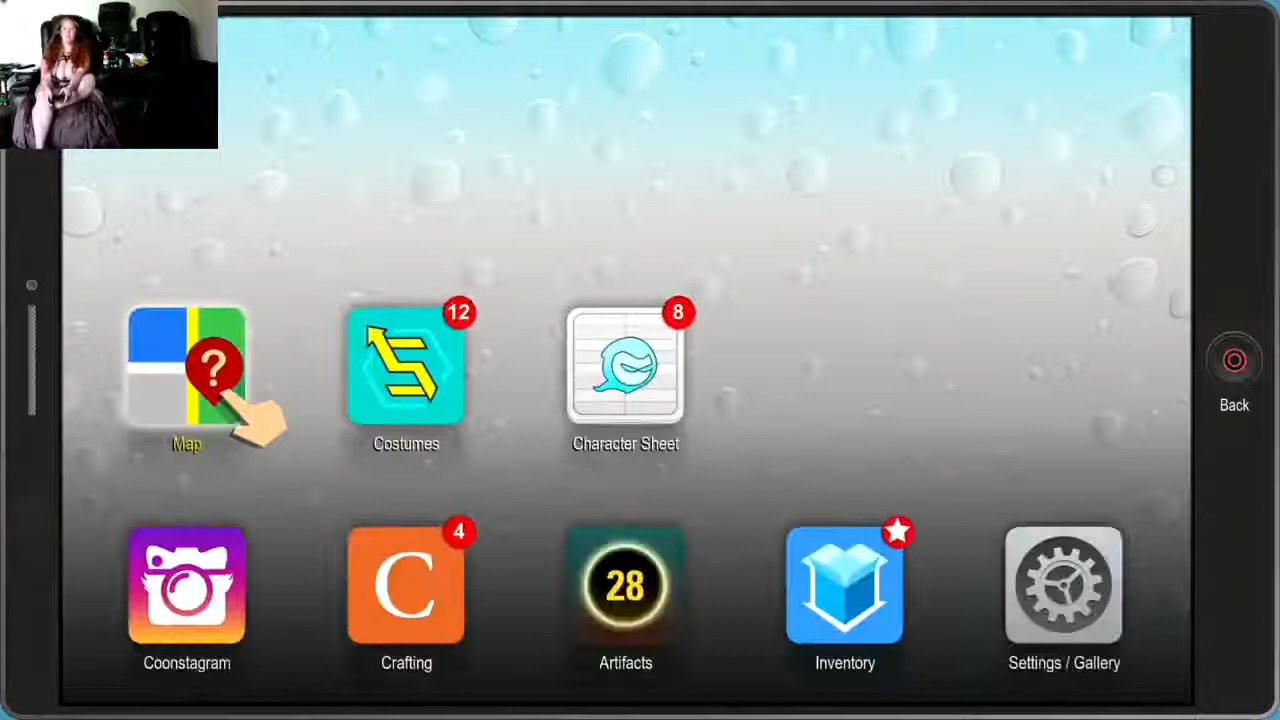 ?
12
8
Map
Costumes
Character Sheet
Back
4
C
28
Coonstagram
Crafting
Artifacts
Inventory
Settings / Gallery